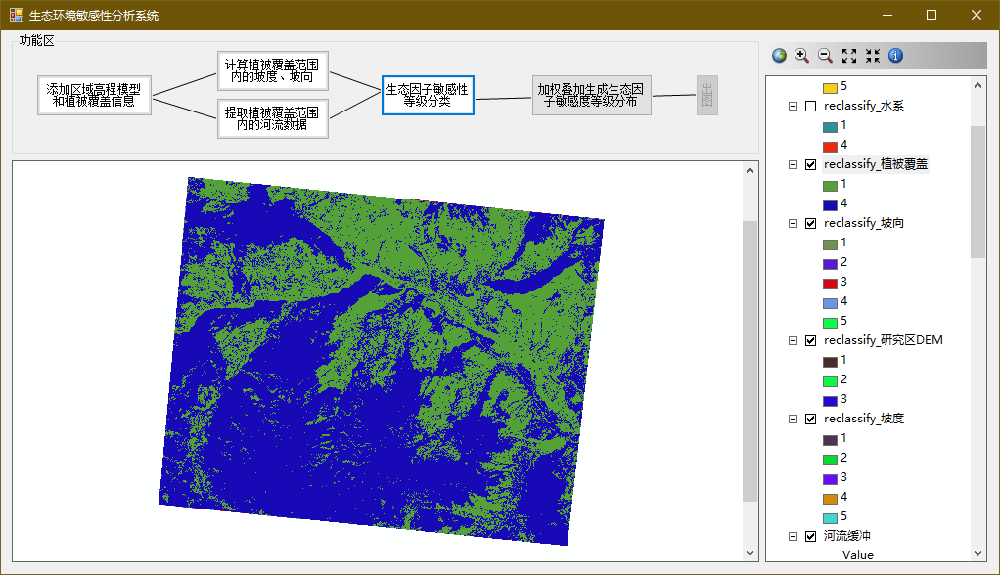 生态环境敏感性分析系统
功能区
添加区域高程模型
和植被覆盖信息
计算植被覆盖范围
内的坡度、坡向
提取植被覆盖范围
内的河流数据
生态因子敏感性
等级分类
加权叠加生成生态因
子敏感度等级分布
出
图
5
reclassify_水系
1
4
reclassify_植被覆盖
1
4
reclassify_坡向
1
2
3
4
5
reclassify_研究区DEM
1
2
3
reclassify_坡度
1
2
3
4
5
河流缓冲
Value